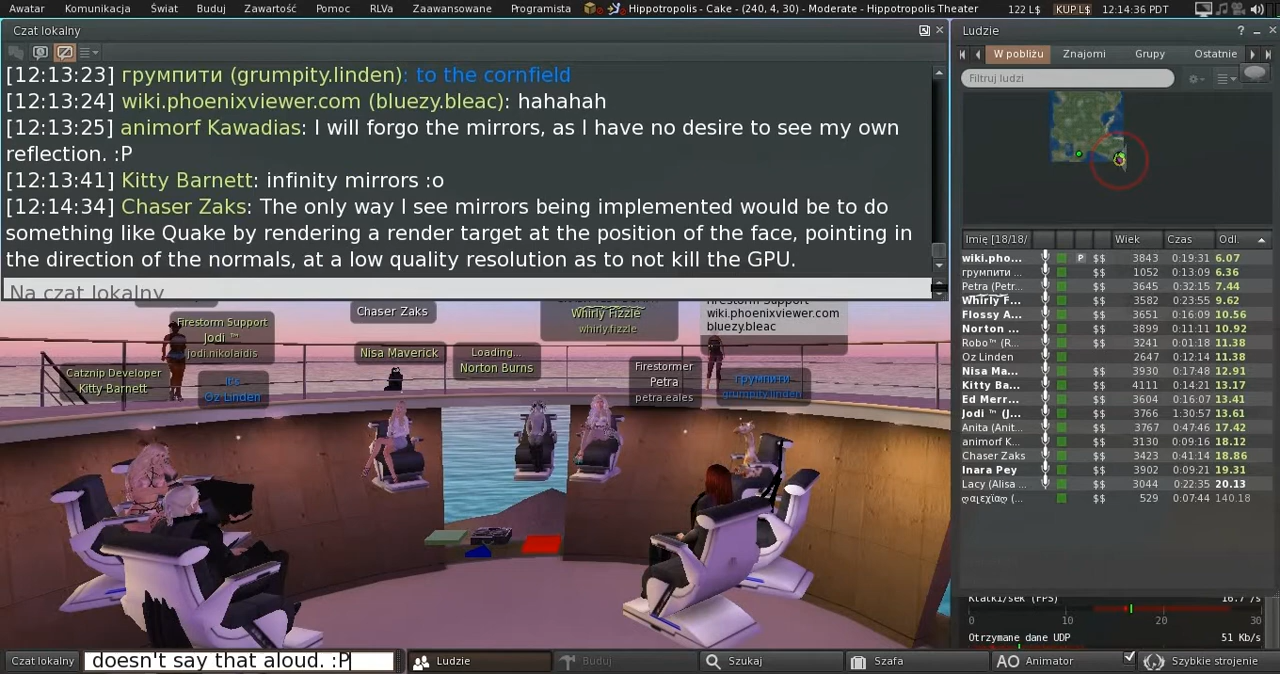 Awatar Komunikacja Świat Buduj Zawartość Pomoc RLVa Zaawansowane Programista Hippotropolis - Cake - (240, 4, 30) - Moderate - Hippotropolis Theater 122 L$ KUP L$ 12:14:36 PDT
Czat lokalny
[12:13:23] грумпити (grumpity.linden): to the cornfield
[12:13:24] wiki.phoenixviewer.com (bluezy.bleac): hahahah
[12:13:25] animorf Kawadias: I will forgo the mirrors, as I have no desire to see my own
reflection. :P
[12:13:41] Kitty Barnett: infinity mirrors :o
[12:14:34] Chaser Zaks: The only way I see mirrors being implemented would be to do
something like Quake by rendering a render target at the position of the face, pointing in
the direction of the normals, at a low quality resolution as to not kill the GPU.
Na czat lokalny
Firestorm Support
Jodi ™
jodi.nikolaidis
Catznip Developer
Kitty Barnett
It's
Oz Linden
Chaser Zaks
Nisa Maverick
Loading...
Norton Burns
Whirly Fizzle
whirly.fizzle
Firestormer
Petra
petra.eales
Firestorm Support
wiki.phoenixviewer.com
bluezy.bleac
грумпити
grumpity.linden
Ludzie
W pobliżu Znajomi Grupy Ostatnie
Filtruj ludzi
Imię [18/18/ Wiek Czas Odl.
wiki.pho... P $$ 3843 0:19:31 6.07
грумпити ... $$ 1052 0:13:09 6.36
Petra (Petr... $$ 3645 0:32:15 7.44
Whirly F... $$ 3582 0:23:55 9.62
Flossy A... $$ 3651 0:16:09 10.56
Norton ... $$ 3899 0:11:11 10.92
Robo™ (R... $$ 3241 0:01:18 11.38
Oz Linden 2647 0:12:14 11.38
Nisa Ma... $$ 3930 0:17:48 12.91
Kitty Ba... $$ 4111 0:14:21 13.17
Ed Merr... $$ 3604 0:16:07 13.41
Jodi ™ (J... $$ 3766 1:30:57 13.61
Anita (Anit... $$ 3767 0:47:46 17.42
animorf K... $$ 3130 0:09:16 18.12
Chaser Zaks $$ 3423 0:41:14 18.86
Inara Pey $$ 3902 0:09:21 19.31
Lacy (Alisa ... $$ 3044 0:22:35 20.13
$$ 529 0:07:44 140.18
Klatki/sek (FPS) 16.7 /s
0 10 20 30
Otrzymane dane UDP 51 Kb/s
Czat lokalny doesn't say that aloud. :P Ludzie Buduj Szukaj Szafa AO Animator Szybkie strojenie